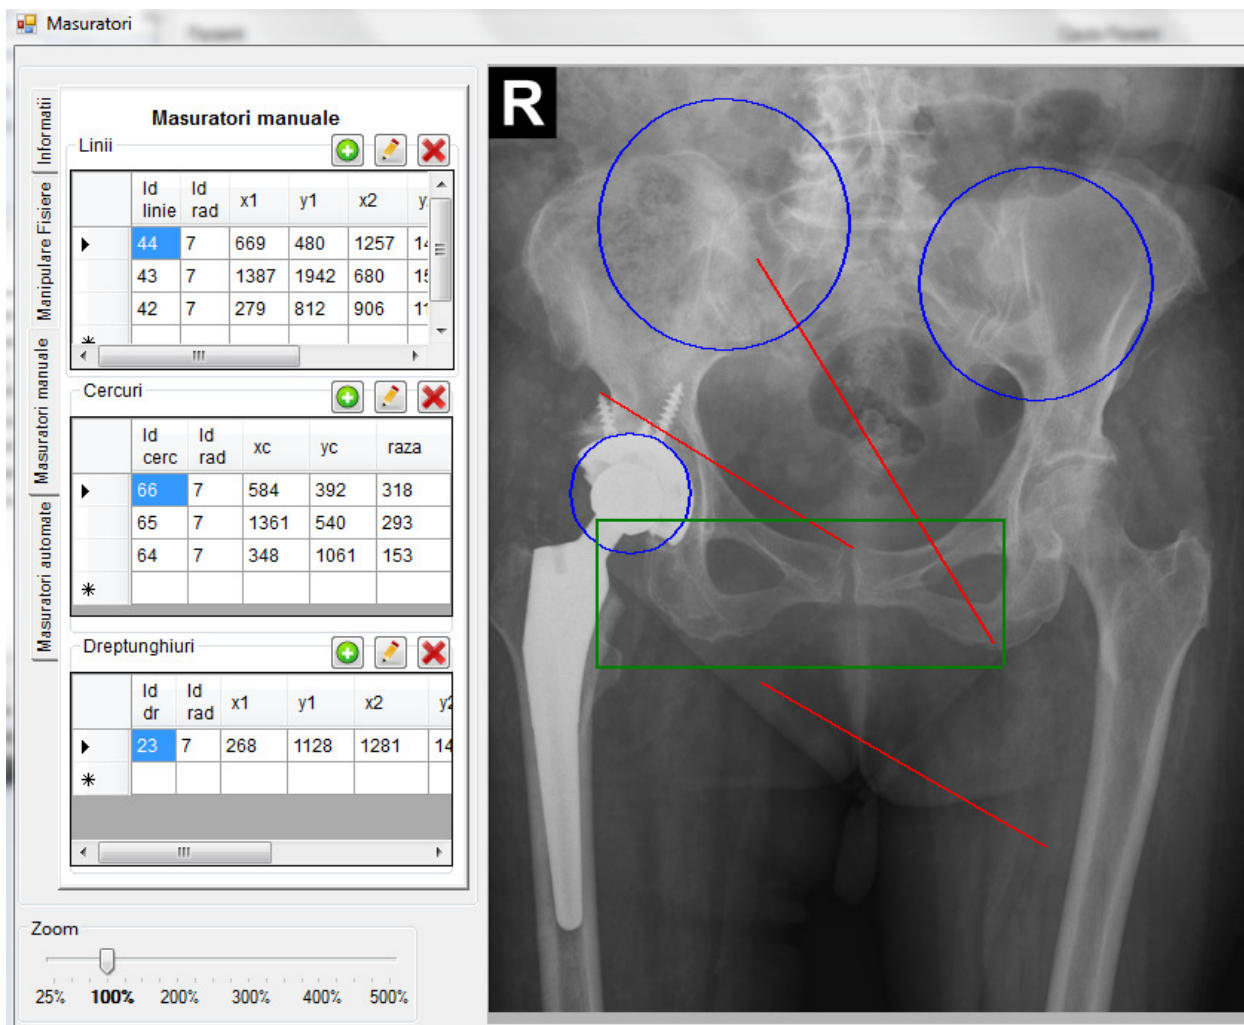 Masuratori
R
Informatii
Manipulare Fisiere
Masuratori manuale
Masuratori automate
Masuratori manuale
Linii
Id linie Id rad x1 y1 x2
44 7 669 480 1257
43 7 1387 1942 680
42 7 279 812 906
*
Cercuri
Id cerc Id rad xc yc raza
66 7 584 392 318
65 7 1361 540 293
64 7 348 1061 153
*
Dreptunghiuri
Id dr Id rad x1 y1 x2 y2
23 7 268 1128 1281 14
*
Zoom
25% 100% 200% 300% 400% 500%